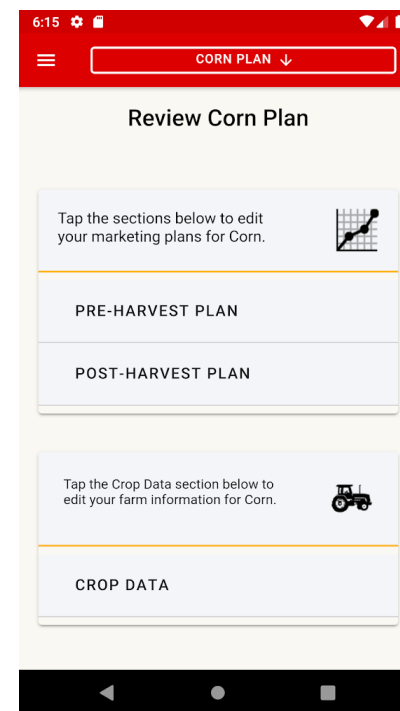 6:15
CORN PLAN ↓
Review Corn Plan
Tap the sections below to edit
your marketing plans for Corn.
PRE-HARVEST PLAN
POST-HARVEST PLAN
Tap the Crop Data section below to
edit your farm information for Corn.
CROP DATA